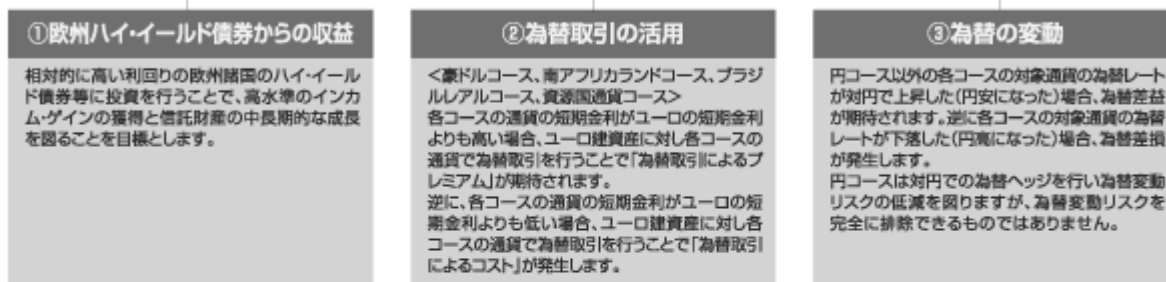 ①欧州ハイ・イールド債券からの収益
相対的に高い利回りの欧州諸国のハイ・イール
ド債券等に投資を行うことで、高水準のインカ
ム・ゲインの獲得と信託財産の中長期的な成長
を図ることを目標とします。
②為替取引の活用
<豪ドルコース、南アフリカランドコース、ブラジ
ルレアルコース、資源国通貨コース>
各コースの通貨の短期金利がユーロの短期金利
よりも高い場合、ユーロ建資産に対し各コースの
通貨で為替取引を行うことで「為替取引によるプ
レミアム」が期待されます。
逆に、各コースの通貨の短期金利がユーロの短
期金利よりも低い場合、ユーロ建資産に対し各
コースの通貨で為替取引を行うことで「為替取引
によるコスト」が発生します。
③為替の変動
円コース以外の各コースの対象通貨の為替レート
が対円で上昇した(円安になった)場合、為替差益
が期待されます。逆に各コースの対象通貨の為替
レートが下落した(円高になった)場合、為替差損
が発生します。
円コースは対円での為替ヘッジを行い為替変動
リスクの低減を図りますが、為替変動リスクを
完全に排除できるものではありません。